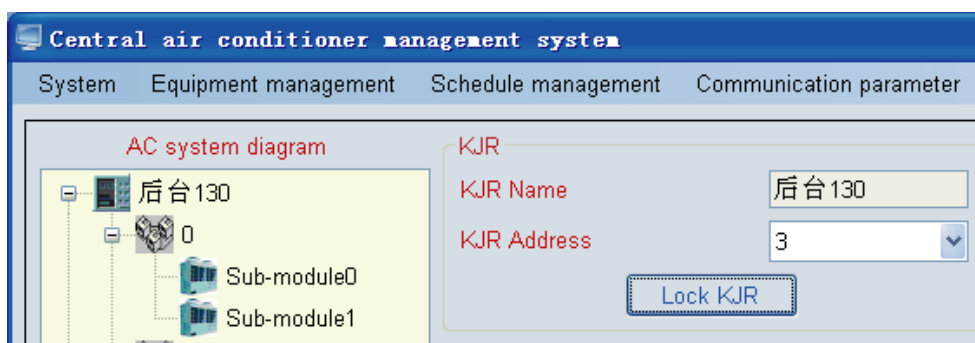 Central air conditioner management system
System Equipment management Schedule management Communication parameter
AC system diagram
后台130
0
Sub-module0
Sub-module1
KJR
KJR Name 后台130
KJR Address 3
Lock KJR